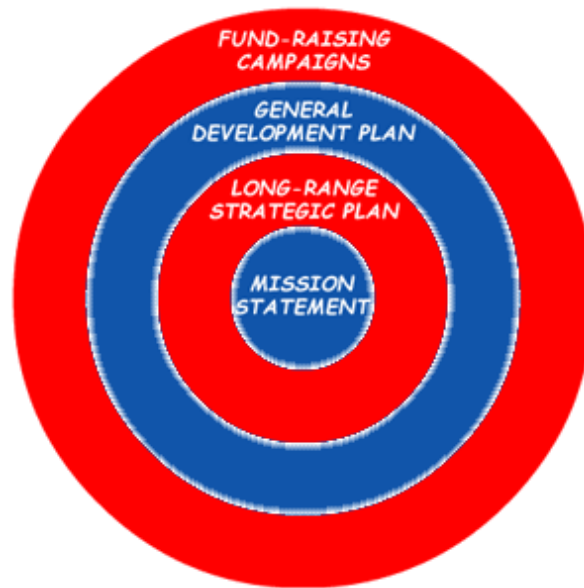 FUND-RAISING
CAMPAIGNS
GENERAL
DEVELOPMENT PLAN
LONG-RANGE
STRATEGIC PLAN
MISSION
STATEMENT